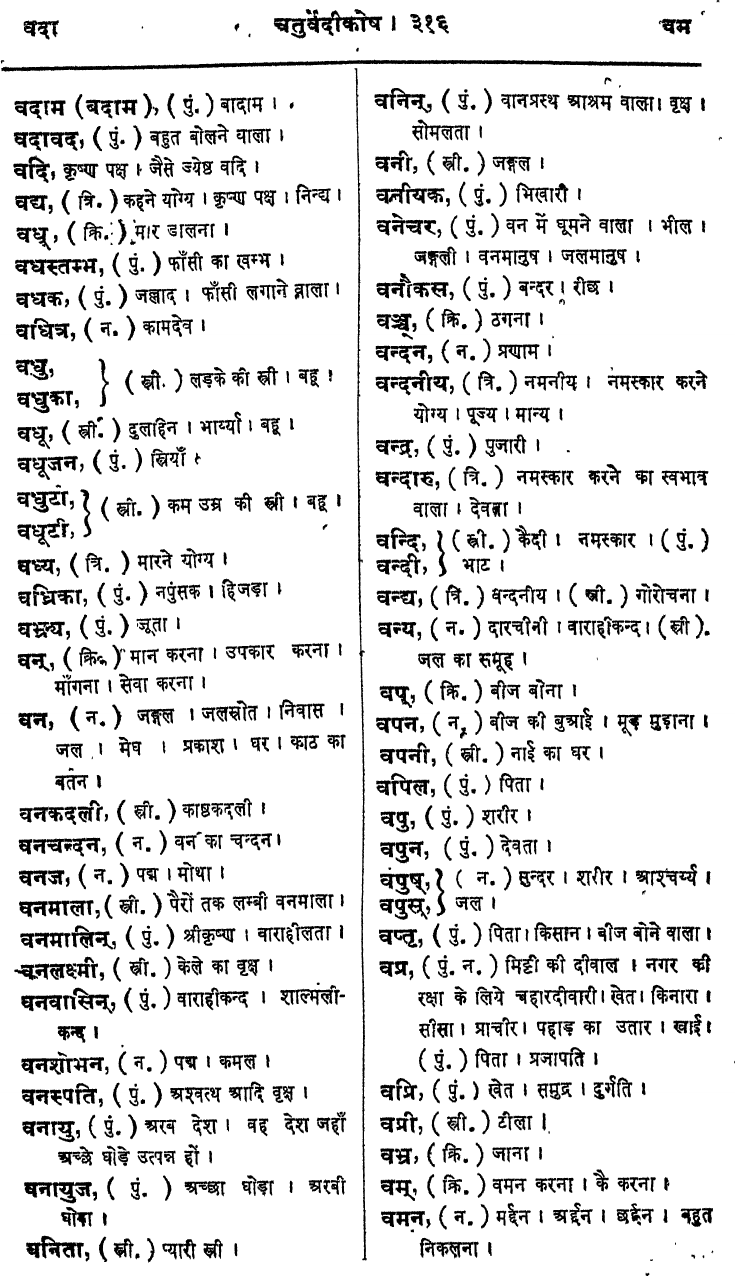 वदा
चतुर्वेदीकोष। ३१६
वम
वदाम (बदाम), (पुं.) बादाम।
वदावद, (पुं.) बहुत बोलने वाला।
वदि, कृष्ण पक्ष। जैसे ज्येष्ठ वदि।
वद्य, (त्रि.) कहने योग्य। कृष्ण पक्ष। निन्द्य।
वध्, (क्रि.) मार डालना।
वधस्तम्भ, (पुं.) फाँसी का खम्भ।
वधक, (पुं.) जल्लाद। फाँसी लगाने वाला।
वधित्र, (न.) कामदेव।
वधु,
वधुका, } (स्त्री.) लड़के की स्त्री। बहू।
वधू, (स्त्री.) दुलहिन। भार्य्या। बहू।
वधूजन, (पुं.) स्त्रियाँ
वधुटी,
वधूटी, } (स्त्री.) कम उम्र की स्त्री। बहू।
वध्य, (त्रि.) मारने योग्य।
वध्रिका, (पुं.) नपुंसक। हिजड़ा।
वध्र्य, (पुं.) जूता।
वन्, (क्रि.) मान करना। उपकार करना।
माँगना। सेवा करना।
वन, (न.) जङ्गल। जलस्रोत। निवास।
जल। मेघ। प्रकाश। घर। काठ का
बर्तन।
वनकदली, (स्त्री.) काष्ठकदली।
वनचन्दन, (न.) वन का चन्दन।
वनज, (न.) पद्म। मोथा।
वनमाला, (स्त्री.) पैरों तक लम्बी वनमाला।
वनमालिन्, (पुं.) श्रीकृष्ण। वाराहीलता।
वनलक्ष्मी, (स्त्री.) केले का वृक्ष।
वनवासिन्, (पुं.) वाराहीकन्द। शाल्मली-
कन्द।
वनशोभन, (न.) पद्म। कमल।
वनस्पति, (पुं.) अश्वत्थ आदि वृक्ष।
वनायु, (पुं.) अरब देश। वह देश जहाँ
अच्छे घोड़े उत्पन्न हों।
वनायुज, (पुं.) अच्छा घोड़ा। अरबी
घोड़ा।
वनिता, (स्त्री.) प्यारी स्त्री।
वनिन्, (पुं.) वानप्रस्थ आश्रम वाला। वृक्ष।
सोमलता।
वनी, (स्त्री.) जङ्गल।
वनीयक, (पुं.) भिखारी।
वनेचर, (पुं.) वन में घूमने वाला। भील।
जङ्गली। वनमानुष। जलमानुष।
वनौकस, (पुं.) बन्दर। रीछ।
वञ्च्, (क्रि.) ठगना।
वन्दन, (न.) प्रणाम।
वन्दनीय, (त्रि.) नमनीय। नमस्कार करने
योग्य। पूज्य। मान्य।
वन्द्र, (पुं.) पुजारी।
वन्दारु, (त्रि.) नमस्कार करने का स्वभाव
वाला। देवता।
वन्दि, } (स्त्री.) कैदी। नमस्कार। (पुं.)
वन्दी, } भाट।
वन्द्य, (त्रि.) वन्दनीय। (स्त्री.) गोरोचना।
वन्य, (न.) दारचीनी। वाराहीकन्द। (स्त्री).
जल का समूह।
वप्, (क्रि.) बीज बोना।
वपन, (न.) बीज की बुआई। मूड़ मुड़ाना।
वपनी, (स्त्री.) नाई का घर।
वपिल, (पुं.) पिता।
वपु, (पुं.) शरीर।
वपुन, (पुं.) देवता।
वपुष्, } (न.) सुन्दर। शरीर। आश्चर्य्य।
वपुस्, } जल।
वप्तृ, (पुं.) पिता। किसान। बीज बोने वाला।
वप्र, (पुं. न.) मिट्टी की दीवाल। नगर की
रक्षा के लिये चहारदीवारी। खेत। किनारा।
सीसा। प्राचीर। पहाड़ का उतार। खाई।
(पुं.) पिता। प्रजापति।
वप्रि, (पुं.) खेत। समुद्र। दुर्गति।
वप्री, (स्त्री.) टीला।
वभ्र, (क्रि.) जाना।
वम्, (क्रि.) वमन करना। कै करना।
वमन, (न.) मर्द्दन। अर्द्दन। छर्द्दन। बहुत
निकलना।